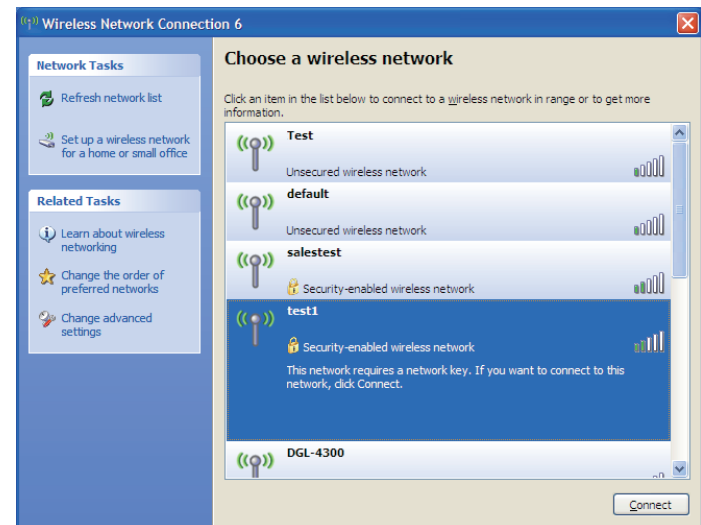 Wireless Network Connection 6
Network Tasks
Refresh network list
Set up a wireless network
for a home or small office
Related Tasks
Learn about wireless
networking
Change the order of
preferred networks
Change advanced
settings
Choose a wireless network
Click an item in the list below to connect to a wireless network in range or to get more
information.
Test
Unsecured wireless network
default
Unsecured wireless network
salestest
Security-enabled wireless network
test1
Security-enabled wireless network
This network requires a network key. If you want to connect to this
network, click Connect.
DGL-4300
Connect